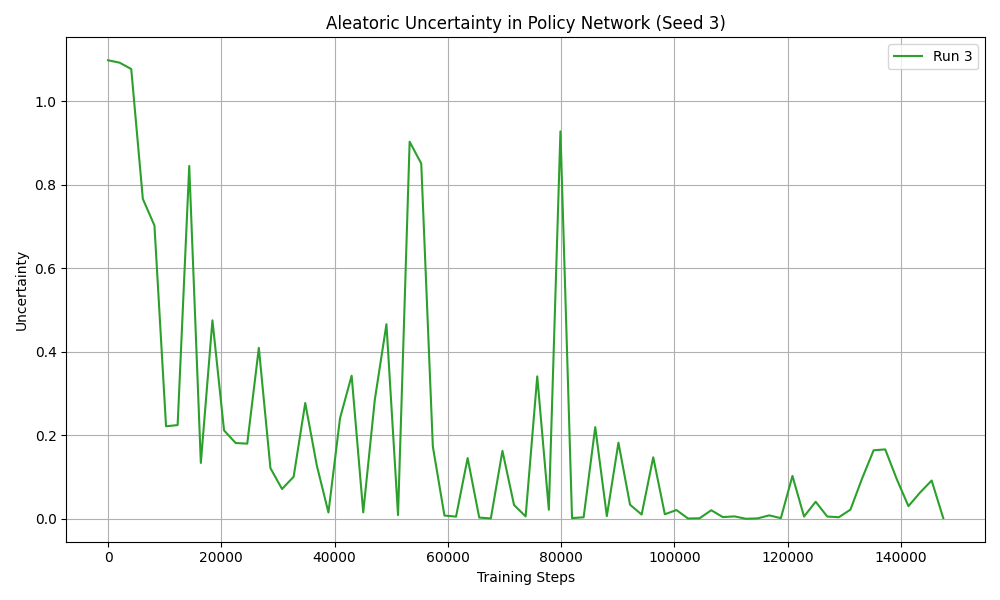 Aleatoric Uncertainty in Policy Network (Seed 3)
Run 3
Uncertainty
1.0
0.8
0.6
0.4
0.2
0.0
0 20000 40000 60000 80000 100000 120000 140000
Training Steps